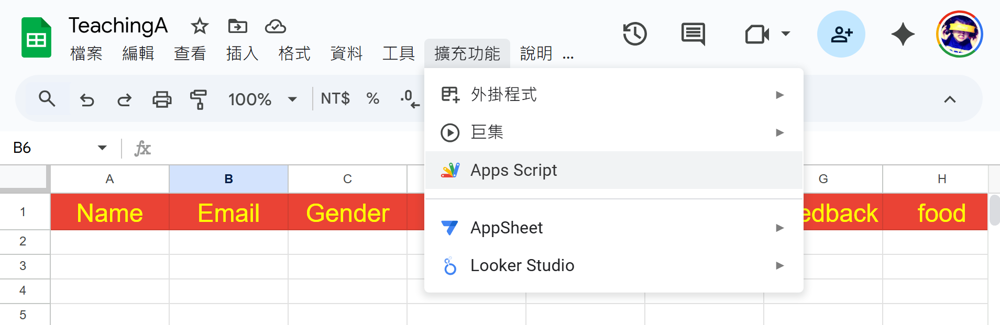 TeachingA
檔案 編輯 查看 插入 格式 資料 工具 擴充功能 說明 ...
100% NT$ % .0
外掛程式
巨集
B6 fx
Apps Script
A B C G H
1 Name Email Gender edback food
AppSheet
2
Looker Studio
3
4
5